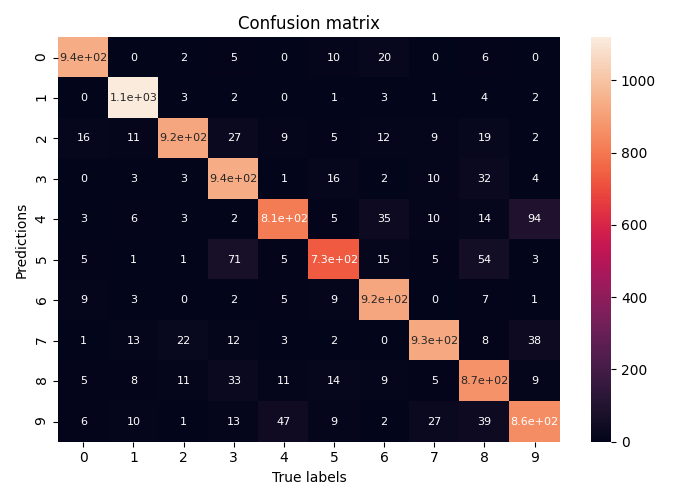 Confusion matrix
0 9.4e+02 0 2 5 0 10 20 0 6 0
1 0 1.1e+03 3 2 0 1 3 1 4 2
2 16 11 9.2e+02 27 9 5 12 9 19 2
3 0 3 3 9.4e+02 1 16 2 10 32 4
4 3 6 3 2 8.1e+02 5 35 10 14 94
5 5 1 1 71 5 7.3e+02 15 5 54 3
6 9 3 0 2 5 9 9.2e+02 0 7 1
7 1 13 22 12 3 2 0 9.3e+02 8 38
8 5 8 11 33 11 14 9 5 8.7e+02 9
9 6 10 1 13 47 9 2 27 39 8.6e+02
0 1 2 3 4 5 6 7 8 9
True labels
Predictions
1000
800
600
400
200
0